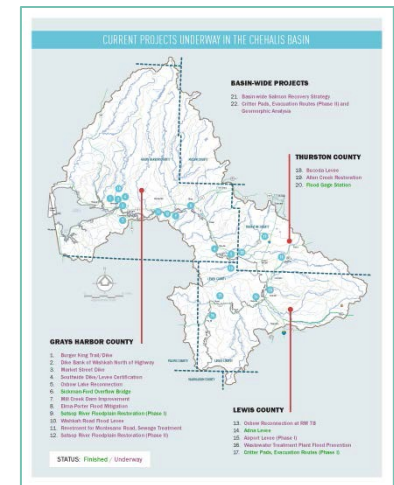 CURRENT PROJECTS UNDERWAY IN THE CHEHALIS BASIN
BASIN-WIDE PROJECTS
21. Basin-wide Salmon Recovery Strategy
22. Critter Pads, Evacuation Routes (Phase II) and
Geomorphic Analysis
THURSTON COUNTY
18. Bucoda Levee
19. Allen Creek Restoration
20. Flood Gage Station
GRAYS HARBOR COUNTY
1. Burger King Trail/Dike
2. Dike Bank of Wishkah North of Highway
3. Market Street Dike
4. Southside Dike/Levee Certification
5. Oxbow Lake Reconnection
6. Sickman-Ford Overflow Bridge
7. Mill Creek Dam Improvement
8. Elma-Porter Flood Mitigation
9. Satsop River Floodplain Restoration (Phase I)
10. Wishkah Road Flood Levee
11. Revetment for Montesano Road, Sewage Treatment
12. Satsop River Floodplain Restoration (Phase II)
LEWIS COUNTY
13. Oxbow Reconnection at RM 78
14. Adna Levee
15. Airport Levee (Phase I)
16. Wastewater Treatment Plant Flood Prevention
17. Critter Pads, Evacuation Routes (Phase I)
STATUS: Finished / Underway